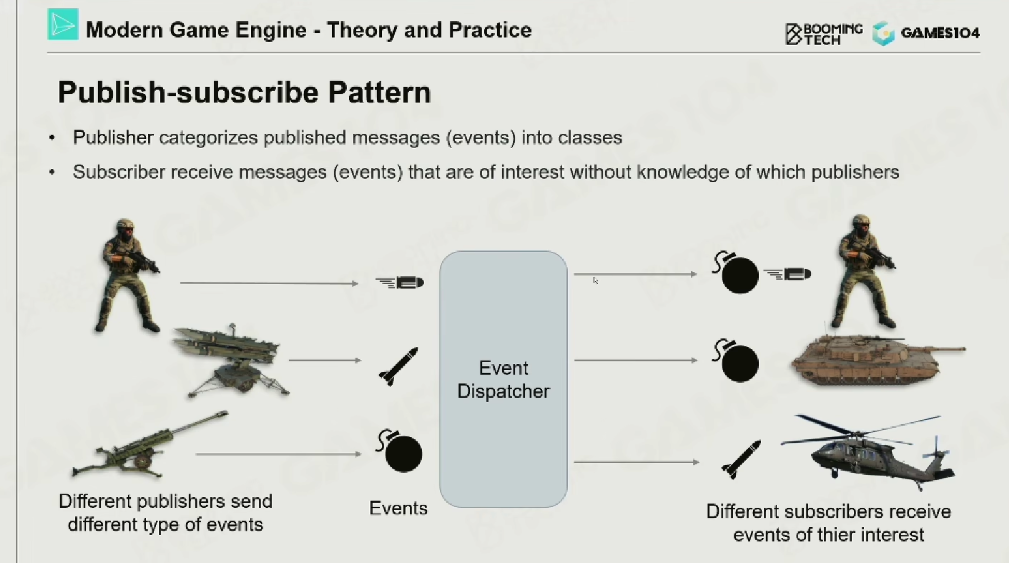 Modern Game Engine - Theory and Practice
BOOMING
TECH
GAMES104
Publish-subscribe Pattern
• Publisher categorizes published messages (events) into classes
• Subscriber receive messages (events) that are of interest without knowledge of which publishers
Event
Dispatcher
Different publishers send
different type of events
Events
Different subscribers receive
events of thier interest